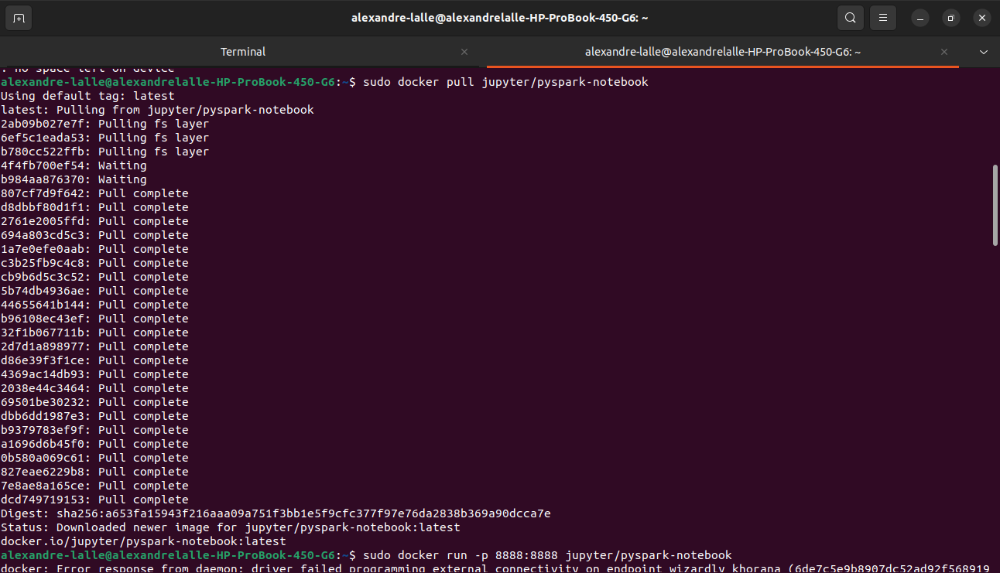 alexandre-lalle@alexandrelalle-HP-ProBook-450-G6: ~
Terminal
alexandre-lalle@alexandrelalle-HP-ProBook-450-G6: ~
: no space left on device
alexandre-lalle@alexandrelalle-HP-ProBook-450-G6:~$ sudo docker pull jupyter/pyspark-notebook
Using default tag: latest
latest: Pulling from jupyter/pyspark-notebook
2ab09b027e7f: Pulling fs layer
6ef5c1eada53: Pulling fs layer
b780cc522ffb: Pulling fs layer
4f4fb700ef54: Waiting
b984aa876370: Waiting
807cf7d9f642: Pull complete
d8dbbf80d1f1: Pull complete
2761e2005ffd: Pull complete
694a803cd5c3: Pull complete
1a7e0efe0aab: Pull complete
c3b25fb9c4c8: Pull complete
cb9b6d5c3c52: Pull complete
5b74db4936ae: Pull complete
44655641b144: Pull complete
b96108ec43ef: Pull complete
32f1b067711b: Pull complete
2d7d1a898977: Pull complete
d86e39f3f1ce: Pull complete
4369ac14db93: Pull complete
2038e44c3464: Pull complete
69501be30232: Pull complete
dbb6dd1987e3: Pull complete
b9379783ef9f: Pull complete
a1696d6b45f0: Pull complete
0b580a069c61: Pull complete
827eae6229b8: Pull complete
7e8ae8a165ce: Pull complete
dcd749719153: Pull complete
Digest: sha256:a653fa15943f216aaa09a751f3bb1e5f9cfc377f97e76da2838b369a90dcca7e
Status: Downloaded newer image for jupyter/pyspark-notebook:latest
docker.io/jupyter/pyspark-notebook:latest
alexandre-lalle@alexandrelalle-HP-ProBook-450-G6:~$ sudo docker run -p 8888:8888 jupyter/pyspark-notebook
docker: Error response from daemon: driver failed programming external connectivity on endpoint wizardly_khorana (6de7c5e9b8907dc52ad92f568919